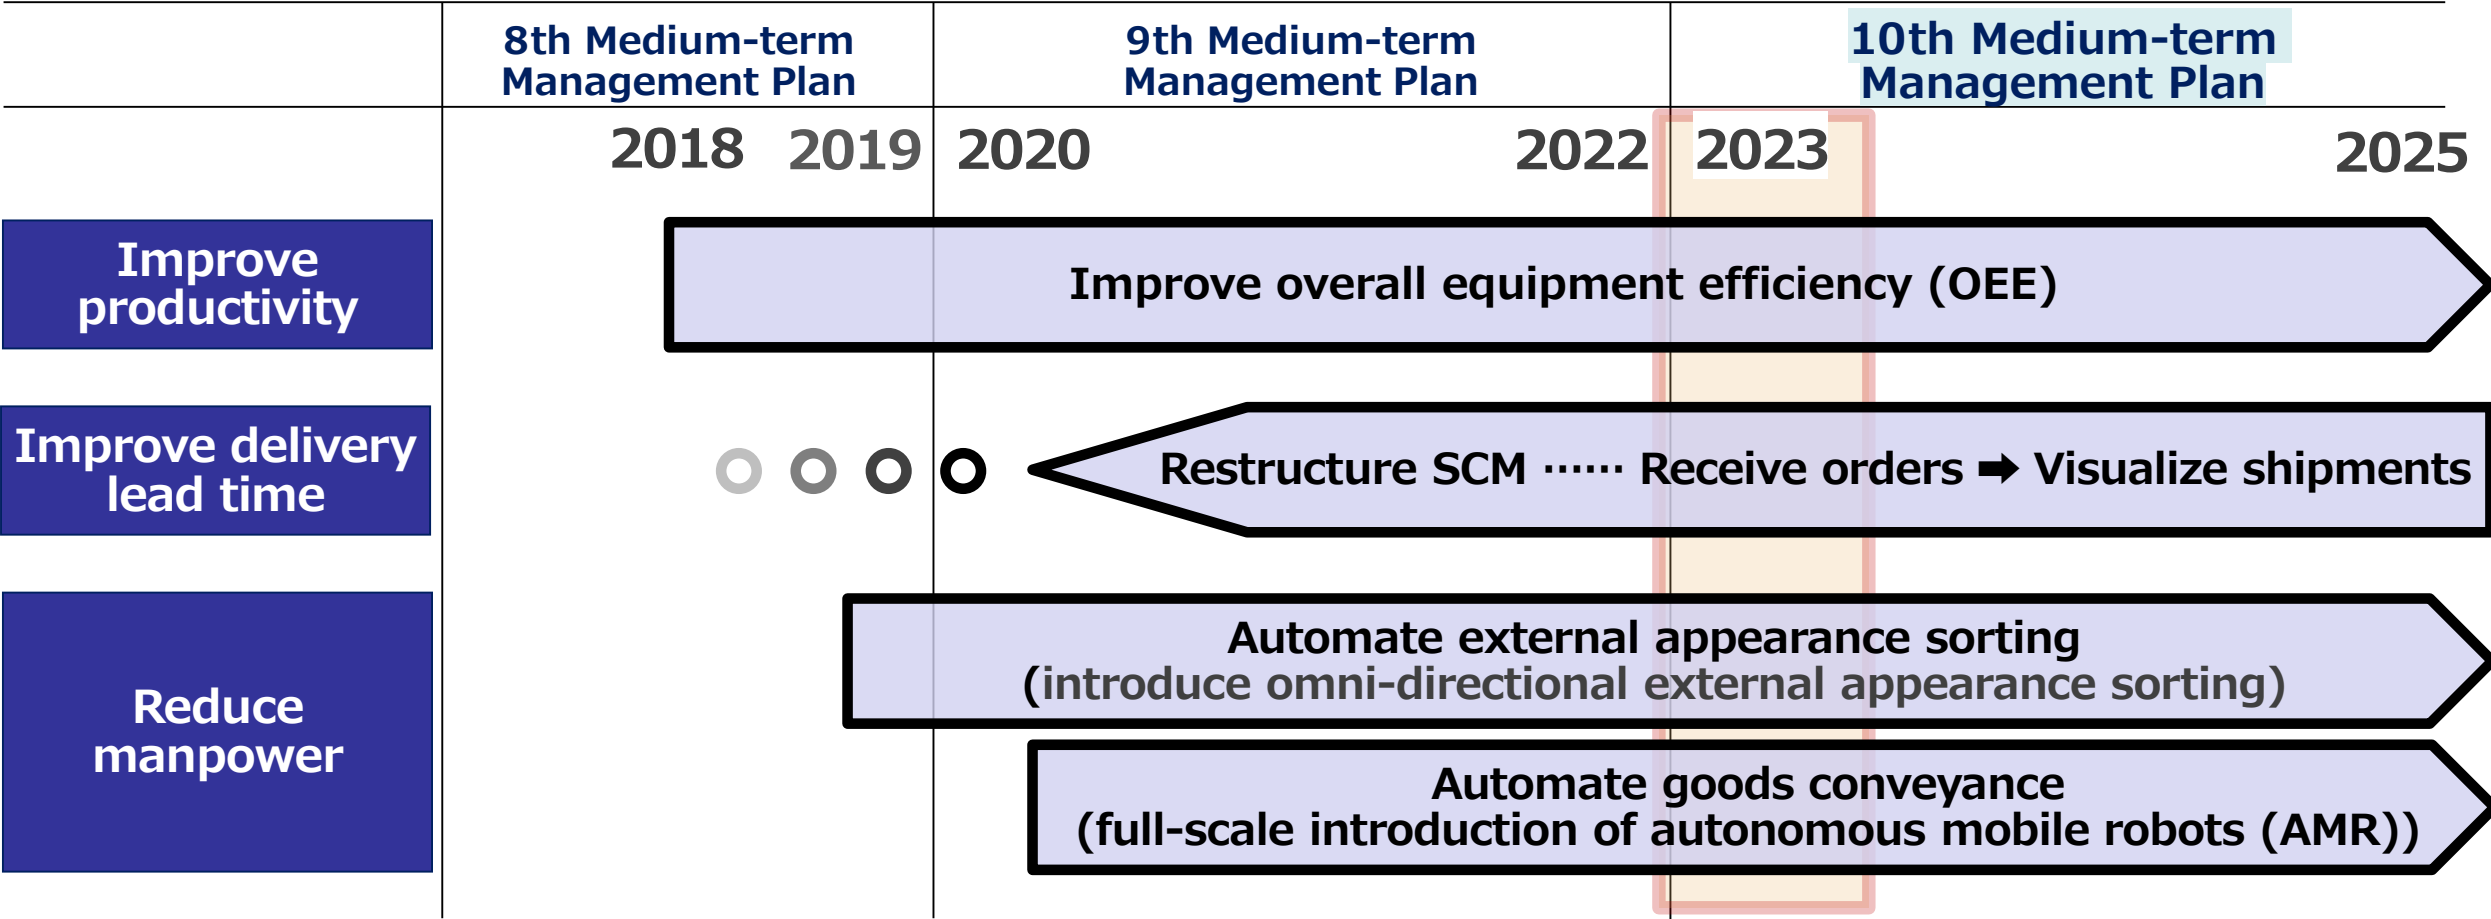 8th Medium-term
Management Plan
9th Medium-term
Management Plan
10th Medium-term
Management Plan
2018 2019 2020 2022 2023 2025
Improve
productivity
Improve overall equipment efficiency (OEE)
Improve delivery
lead time
Restructure SCM ⋯⋯ Receive orders ➡ Visualize shipments
Reduce
manpower
Automate external appearance sorting
(introduce omni-directional external appearance sorting)
Automate goods conveyance
(full-scale introduction of autonomous mobile robots (AMR))